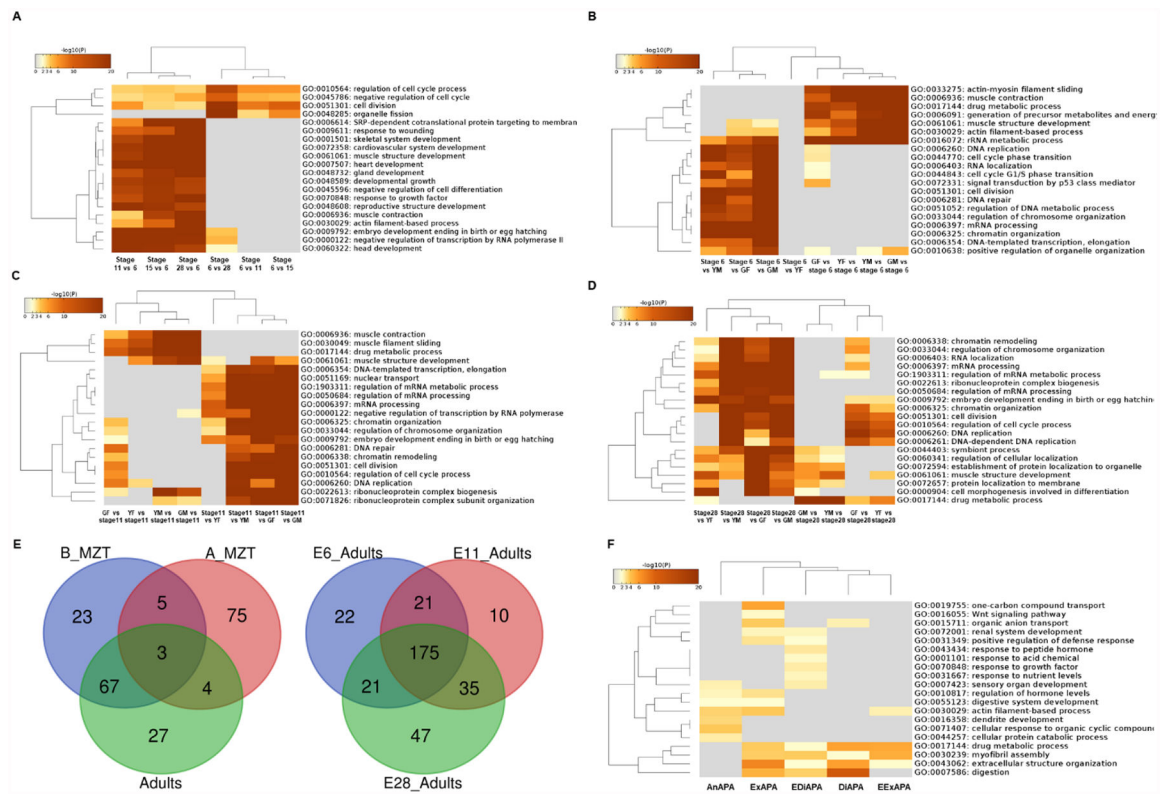 A
-log10(P)
0 2 3 4 6 10 20
GO:0010564: regulation of cell cycle process
GO:0045786: negative regulation of cell cycle
GO:0051301: cell division
GO:0048285: organelle fission
GO:0006614: SRP-dependent cotranslational protein targeting to membran
GO:0009611: response to wounding
GO:0001501: skeletal system development
GO:0072358: cardiovascular system development
GO:0061061: muscle structure development
GO:0007507: heart development
GO:0048732: gland development
GO:0048589: developmental growth
GO:0045596: negative regulation of cell differentiation
GO:0070848: response to growth factor
GO:0048608: reproductive structure development
GO:0006936: muscle contraction
GO:0030029: actin filament-based process
GO:0009792: embryo development ending in birth or egg hatching
GO:0000122: negative regulation of transcription by RNA polymerase II
GO:0060322: head development
Stage Stage Stage Stage Stage Stage
11 vs 6 15 vs 6 28 vs 6 6 vs 28 6 vs 11 6 vs 15
B
-log10(P)
0 2 3 4 6 10 20
GO:0033275: actin-myosin filament sliding
GO:0006936: muscle contraction
GO:0017144: drug metabolic process
GO:0006091: generation of precursor metabolites and energy
GO:0061061: muscle structure development
GO:0030029: actin filament-based process
GO:0016072: rRNA metabolic process
GO:0006260: DNA replication
GO:0044770: cell cycle phase transition
GO:0006403: RNA localization
GO:0044843: cell cycle G1/S phase transition
GO:0072331: signal transduction by p53 class mediator
GO:0051301: cell division
GO:0006281: DNA repair
GO:0051052: regulation of DNA metabolic process
GO:0033044: regulation of chromosome organization
GO:0006397: mRNA processing
GO:0006325: chromatin organization
GO:0006354: DNA-templated transcription, elongation
GO:0010638: positive regulation of organelle organization
Stage 6 Stage 6 Stage 6 Stage 6 GF vs YF vs YM vs GM vs
vs YM vs GF vs GM vs YF stage 6 stage 6 stage 6 stage 6
C
-log10(P)
0 2 3 4 6 10 20
GO:0006936: muscle contraction
GO:0030049: muscle filament sliding
GO:0017144: drug metabolic process
GO:0061061: muscle structure development
GO:0006354: DNA-templated transcription, elongation
GO:0051169: nuclear transport
GO:1903311: regulation of mRNA metabolic process
GO:0050684: regulation of mRNA processing
GO:0006397: mRNA processing
GO:0000122: negative regulation of transcription by RNA polymerase
GO:0006325: chromatin organization
GO:0033044: regulation of chromosome organization
GO:0009792: embryo development ending in birth or egg hatching
GO:0006281: DNA repair
GO:0006338: chromatin remodeling
GO:0051301: cell division
GO:0010564: regulation of cell cycle process
GO:0006260: DNA replication
GO:0022613: ribonucleoprotein complex biogenesis
GO:0071826: ribonucleoprotein complex subunit organization
GF vs YF vs YM vs GM vs Stage11 Stage11 Stage11 Stage11
stage11 stage11 stage11 stage11 vs YF vs YM vs GF vs GM
D
-log10(P)
0 2 3 4 6 10 20
GO:0006338: chromatin remodeling
GO:0033044: regulation of chromosome organization
GO:0006403: RNA localization
GO:0006397: mRNA processing
GO:1903311: regulation of mRNA metabolic process
GO:0022613: ribonucleoprotein complex biogenesis
GO:0050684: regulation of mRNA processing
GO:0009792: embryo development ending in birth or egg hatchin
GO:0006325: chromatin organization
GO:0051301: cell division
GO:0010564: regulation of cell cycle process
GO:0006260: DNA replication
GO:0006261: DNA-dependent DNA replication
GO:0044403: symbiont process
GO:0060341: regulation of cellular localization
GO:0072594: establishment of protein localization to organelle
GO:0061061: muscle structure development
GO:0072657: protein localization to membrane
GO:0000904: cell morphogenesis involved in differentiation
GO:0017144: drug metabolic process
Stage28 Stage28 Stage28 Stage28 GM vs YM vs GF vs YF vs
vs YF vs YM vs GF vs GM stage28 stage28 stage28 stage28
E
B_MZT A_MZT
23 5 75
3
67 4
27
Adults
E6_Adults E11_Adults
22 21 10
175
21 35
47
E28_Adults
F
-log10(P)
0 2 3 4 6 10 20
GO:0019755: one-carbon compound transport
GO:0016055: Wnt signaling pathway
GO:0015711: organic anion transport
GO:0072001: renal system development
GO:0031349: positive regulation of defense response
GO:0043434: response to peptide hormone
GO:0001101: response to acid chemical
GO:0070848: response to growth factor
GO:0031667: response to nutrient levels
GO:0007423: sensory organ development
GO:0010817: regulation of hormone levels
GO:0055123: digestive system development
GO:0030029: actin filament-based process
GO:0016358: dendrite development
GO:0071407: cellular response to organic cyclic compoun
GO:0044257: cellular protein catabolic process
GO:0017144: drug metabolic process
GO:0030239: myofibril assembly
GO:0043062: extracellular structure organization
GO:0007586: digestion
AnAPA ExAPA EDiAPA DiAPA EExAPA